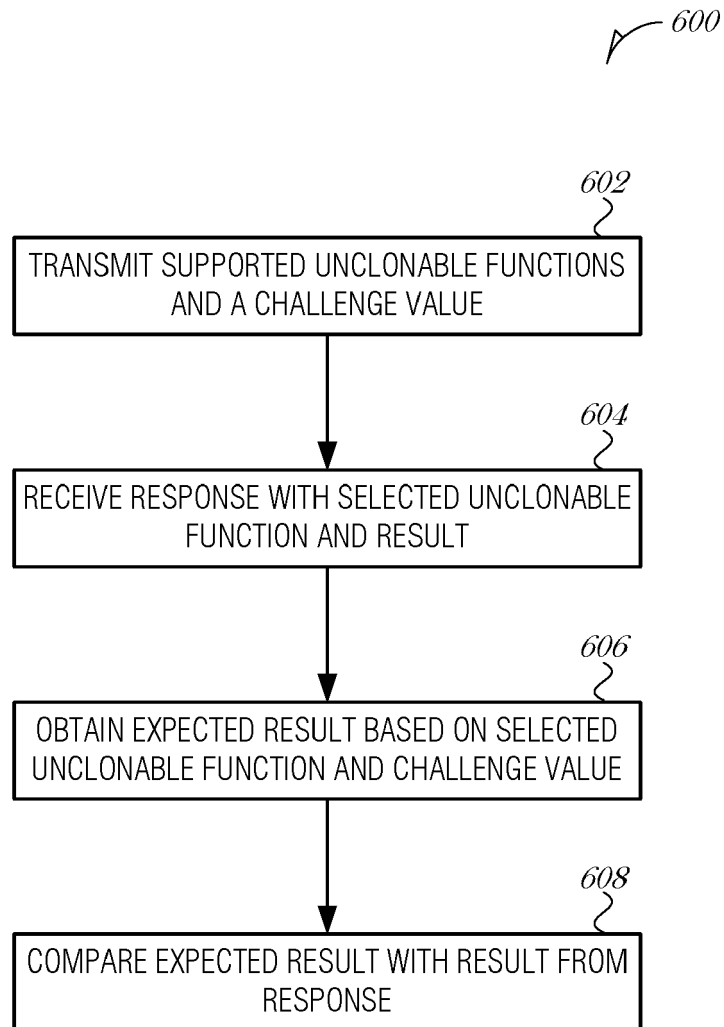 600
602
TRANSMIT SUPPORTED UNCLONABLE FUNCTIONS
AND A CHALLENGE VALUE
604
RECEIVE RESPONSE WITH SELECTED UNCLONABLE
FUNCTION AND RESULT
606
OBTAIN EXPECTED RESULT BASED ON SELECTED
UNCLONABLE FUNCTION AND CHALLENGE VALUE
608
COMPARE EXPECTED RESULT WITH RESULT FROM
RESPONSE